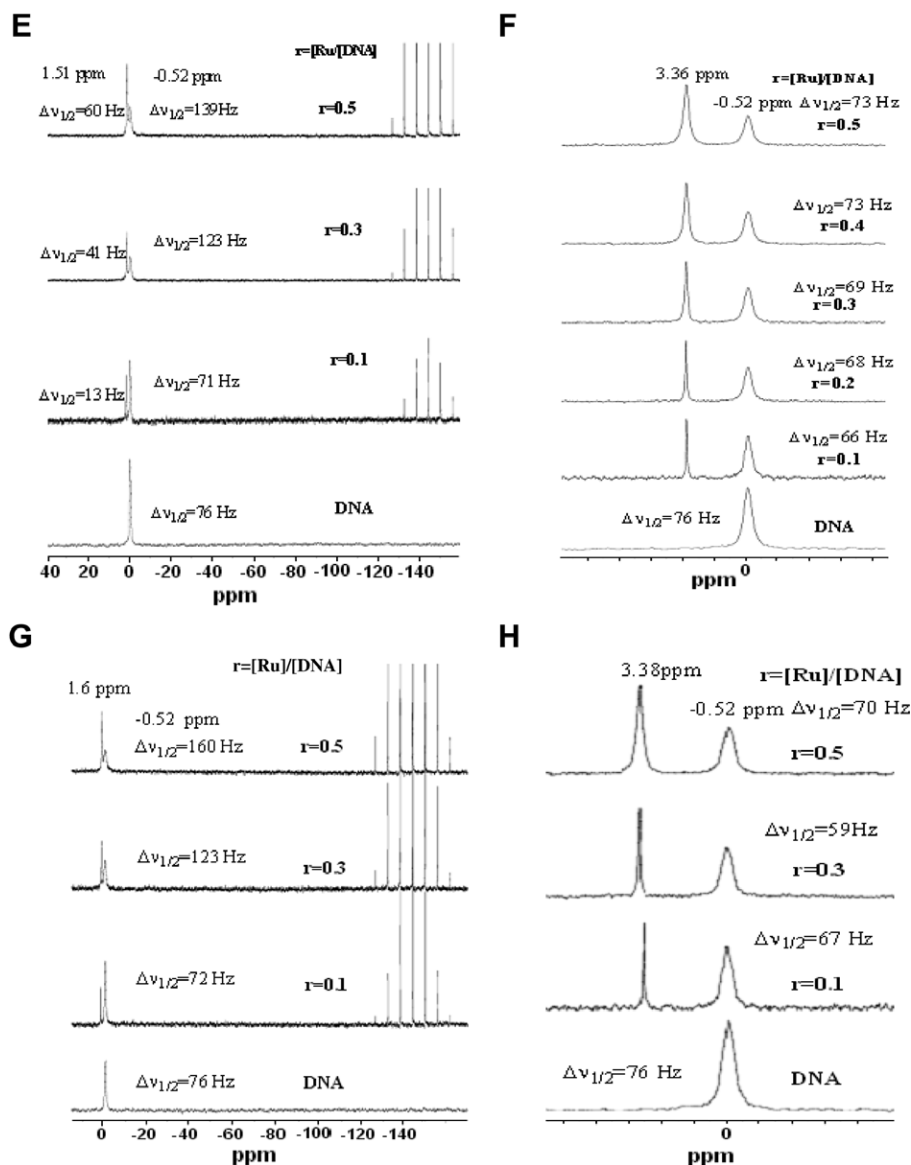 E
r=[Ru/[DNA]
1.51 ppm
-0.52 ppm
Δν1/2=60 Hz
Δν1/2=139Hz
r=0.5
r=0.3
Δν1/2=123 Hz
Δν1/2=41 Hz
r=0.1
Δν1/2=71 Hz
Δν1/2=13 Hz
Δν1/2=76 Hz
DNA
40 20 0 -20 -40 -60 -80 -100 -120 -140
ppm
F
3.36 ppm
r=[Ru]/[DNA]
-0.52 ppm Δν1/2=73 Hz
r=0.5
Δν1/2=73 Hz
r=0.4
Δν1/2=69 Hz
r=0.3
Δν1/2=68 Hz
r=0.2
Δν1/2=66 Hz
r=0.1
Δν1/2=76 Hz
DNA
ppm 0
G
r=[Ru]/[DNA]
1.6 ppm
-0.52 ppm
Δν1/2=160 Hz
r=0.5
Δν1/2=123 Hz
r=0.3
Δν1/2=72 Hz
r=0.1
Δν1/2=76 Hz
DNA
0 -20 -40 -60 -80 -100 -120 -140
ppm
H
3.38ppm
r=[Ru]/[DNA]
-0.52 ppm Δν1/2=70 Hz
r=0.5
Δν1/2=59Hz
r=0.3
Δν1/2=67 Hz
r=0.1
Δν1/2=76 Hz
DNA
0
ppm